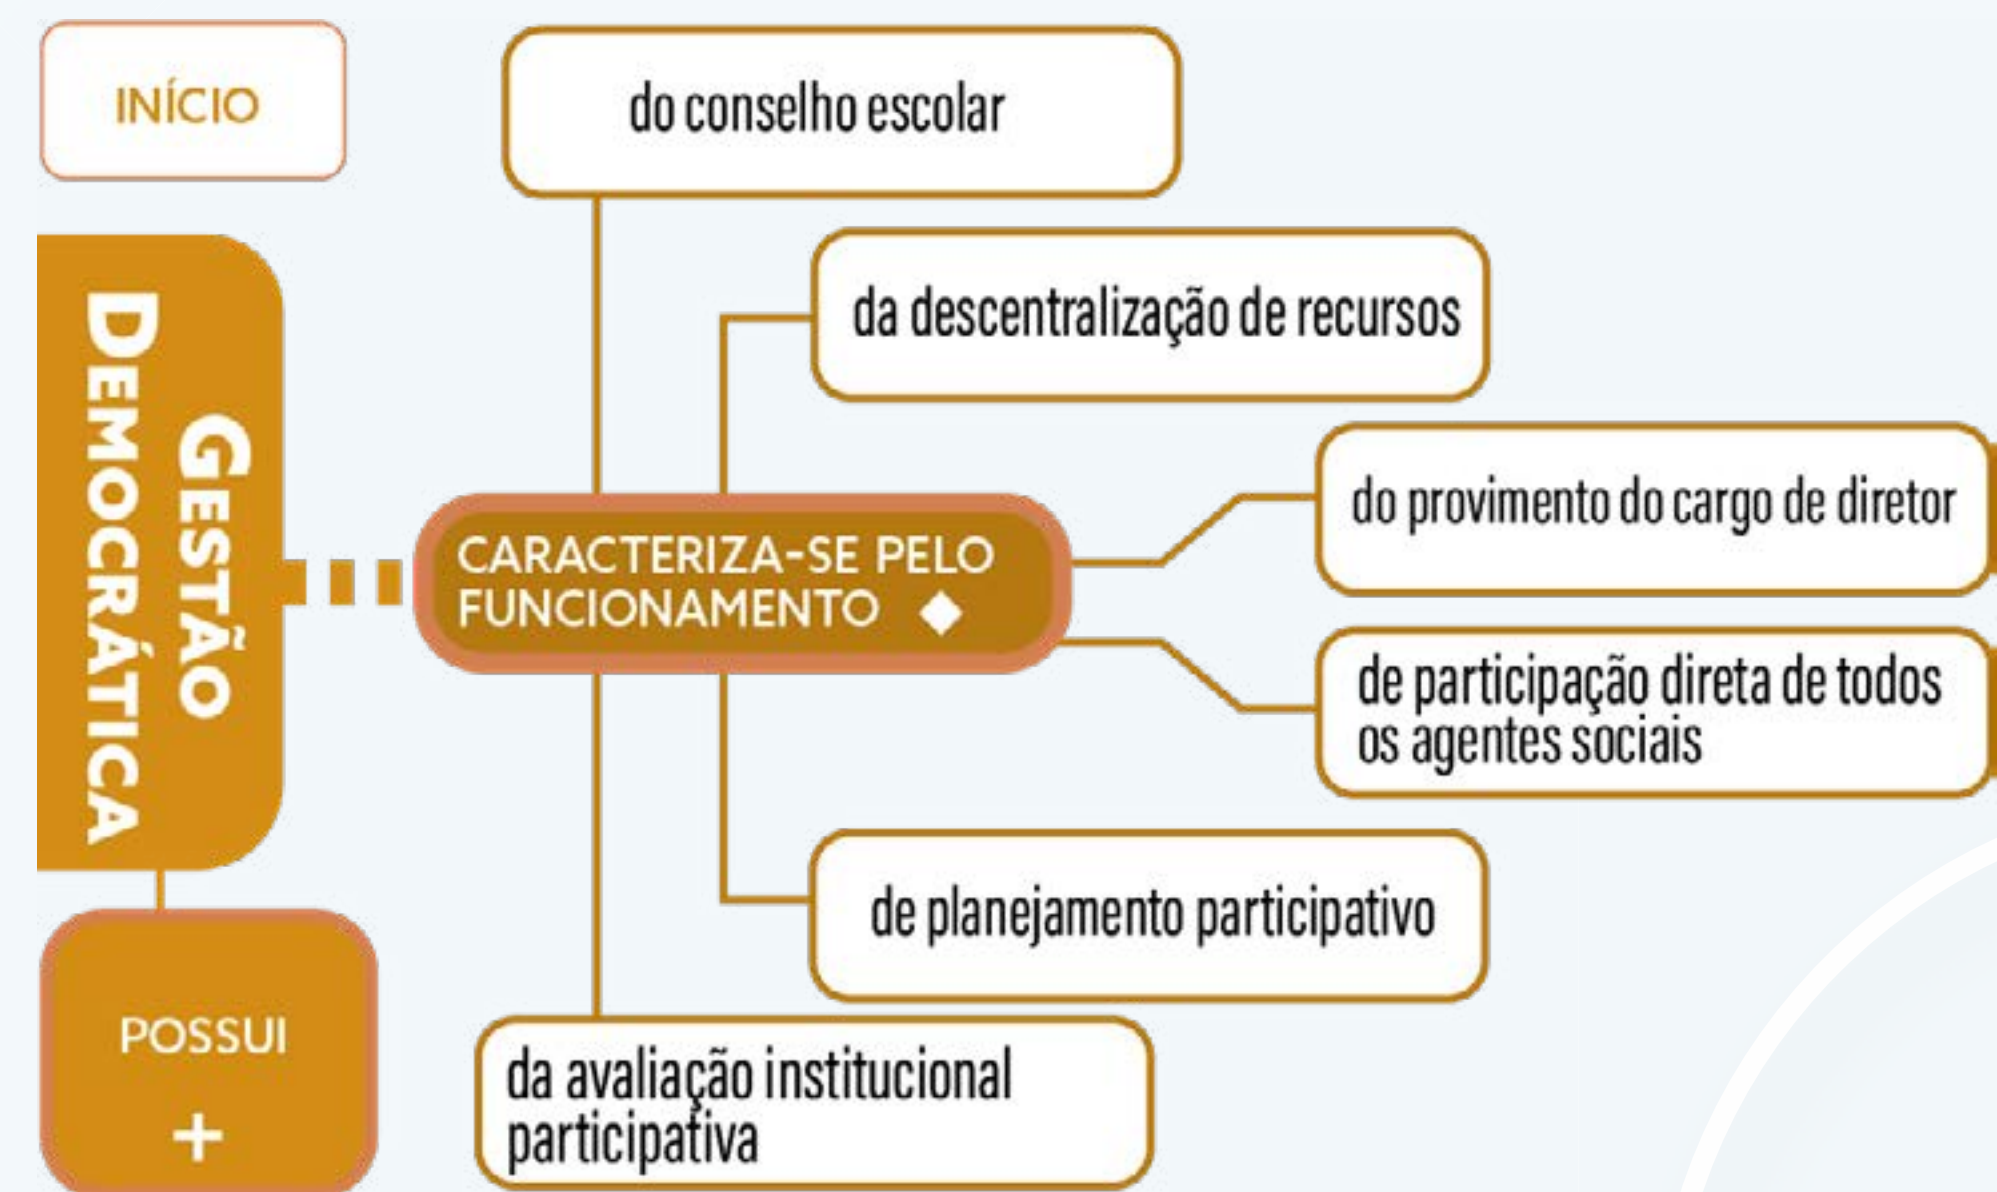 INÍCIO
do conselho escolar
da descentralização de recursos
GESTÃO
DEMOCRÁTICA
do provimento do cargo de diretor
CARACTERIZA-SE PELO
FUNCIONAMENTO
de participação direta de todos
os agentes sociais
de planejamento participativo
POSSUI
+
da avaliação institucional
participativa